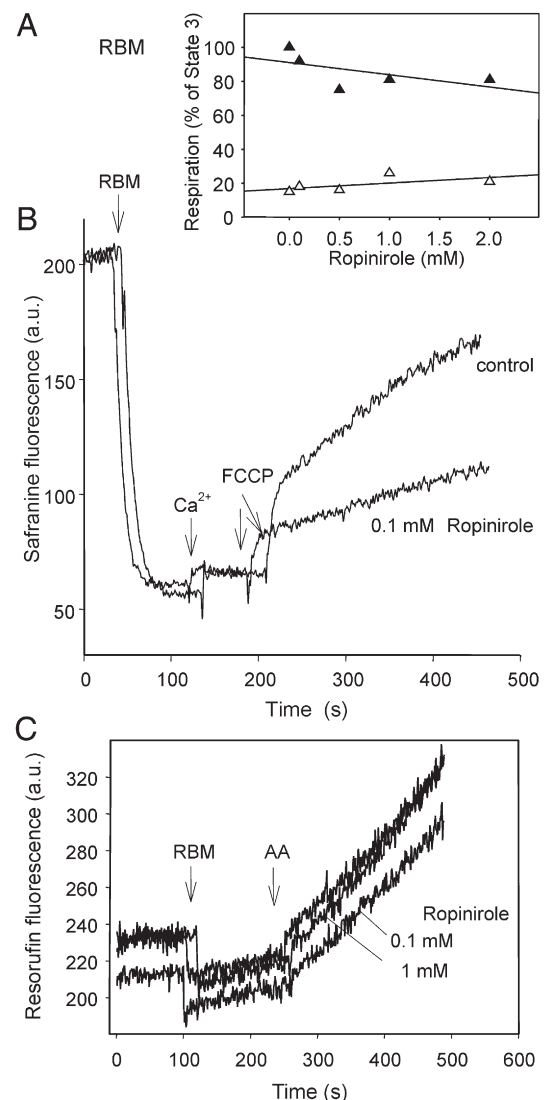 A
RBM
Respiration (% of State 3)
100
80
60
40
20
0
0.0 0.5 1.0 1.5 2.0
Ropinirole (mM)
B
RBM
Safranine fluorescence (a.u.)
200
150
100
50
control
FCCP
Ca2+
0.1 mM Ropinirole
0 100 200 300 400 500
Time (s)
C
Resorufin fluorescence (a.u.)
320
300
280
260
240
220
200
RBM
AA
Ropinirole
0.1 mM
1 mM
0 100 200 300 400 500 600
Time (s)